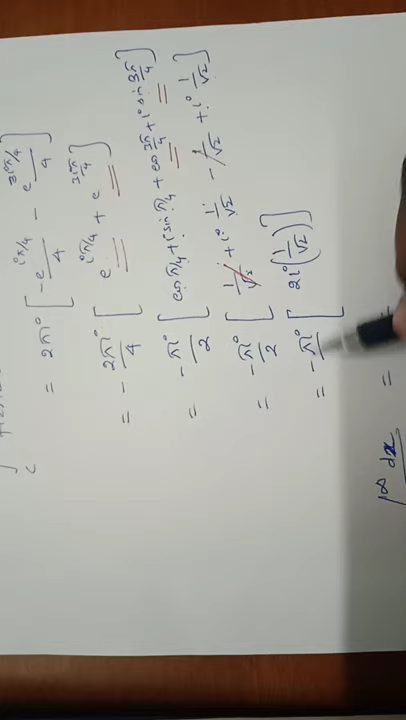 ∫ c
= 2πi [ -e^{iπ/4}/4 - e^{3iπ/4}/4 ]
= - 2πi/4 [ e^{iπ/4} + e^{3iπ/4} ]
= -πi/2 [ cos π/4 + i sin π/4 + cos 3π/4 + i sin 3π/4 ]
= -πi/2 [ 1/√2 + i 1/√2 - 1/√2 + i 1/√2 ]
= -πi [ 2i (1/√2) ]
∞ dx =